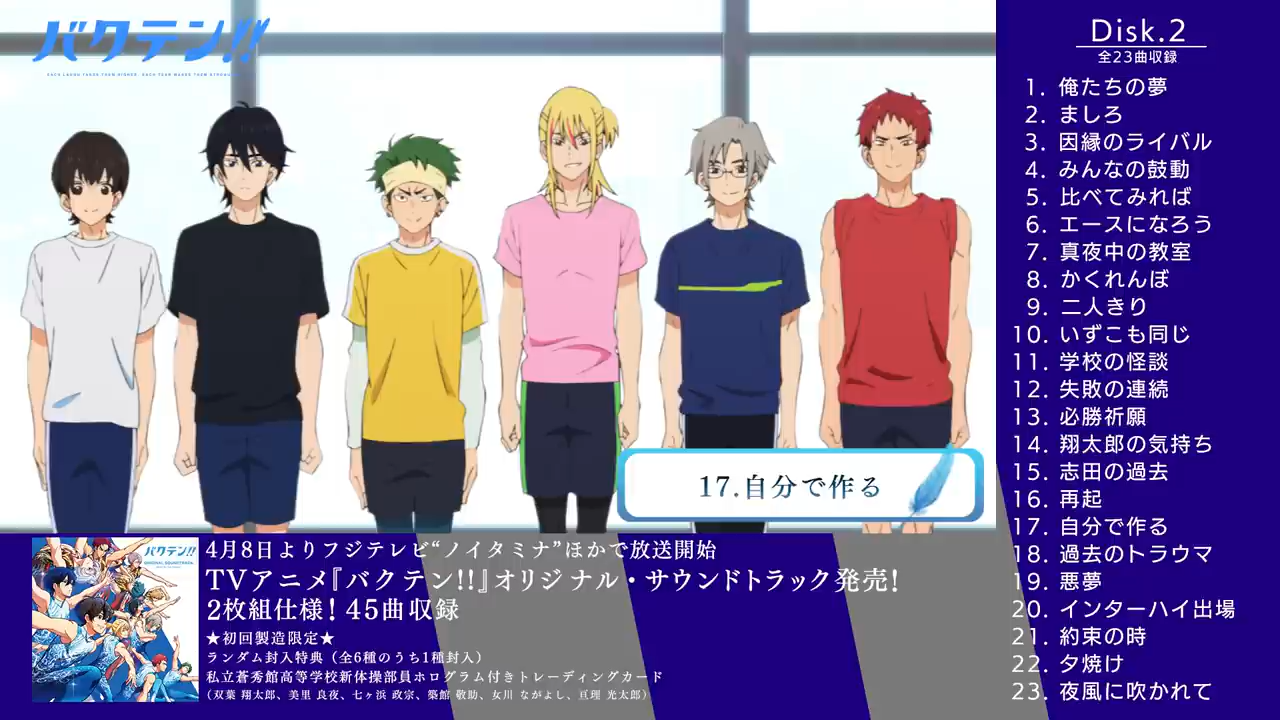 バクテン!!
17.自分で作る
バクテン!!
ORIGINAL SOUNDTRACK
4月8日よりフジテレビ“ノイタミナ”ほかで放送開始
TVアニメ『バクテン!!』オリジナル・サウンドトラック発売!
2枚組仕様! 45曲収録
★初回製造限定★
ランダム封入特典（全6種のうち1種封入）
私立蒼秀館高等学校新体操部員ホログラム付きトレーディングカード
（双葉 翔太郎、美里 良夜、七ヶ浜 政宗、築館 敬助、女川 ながよし、亘理 光太郎）
Disk.2
全23曲収録
1. 俺たちの夢
2. ましろ
3. 因縁のライバル
4. みんなの鼓動
5. 比べてみれば
6. エースになろう
7. 真夜中の教室
8. かくれんぼ
9. 二人きり
10. いずこも同じ
11. 学校の怪談
12. 失敗の連続
13. 必勝祈願
14. 翔太郎の気持ち
15. 志田の過去
16. 再起
17. 自分で作る
18. 過去のトラウマ
19. 悪夢
20. インターハイ出場
21. 約束の時
22. 夕焼け
23. 夜風に吹かれて